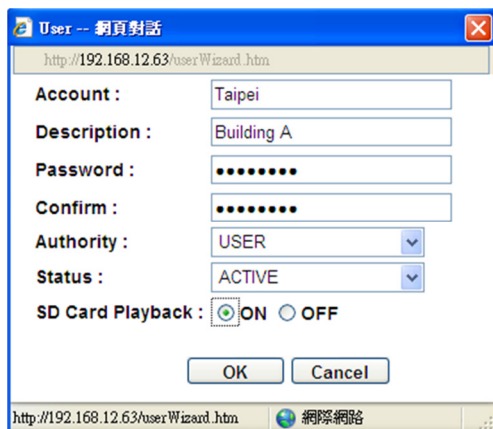 User -- 網頁對話
http://192.168.12.63/userWizard.htm
Account : Taipei
Description : Building A
Password : ••••••••
Confirm : ••••••••
Authority : USER
Status : ACTIVE
SD Card Playback : ON OFF
OK Cancel
http://192.168.12.63/userWizard.htm 網際網路